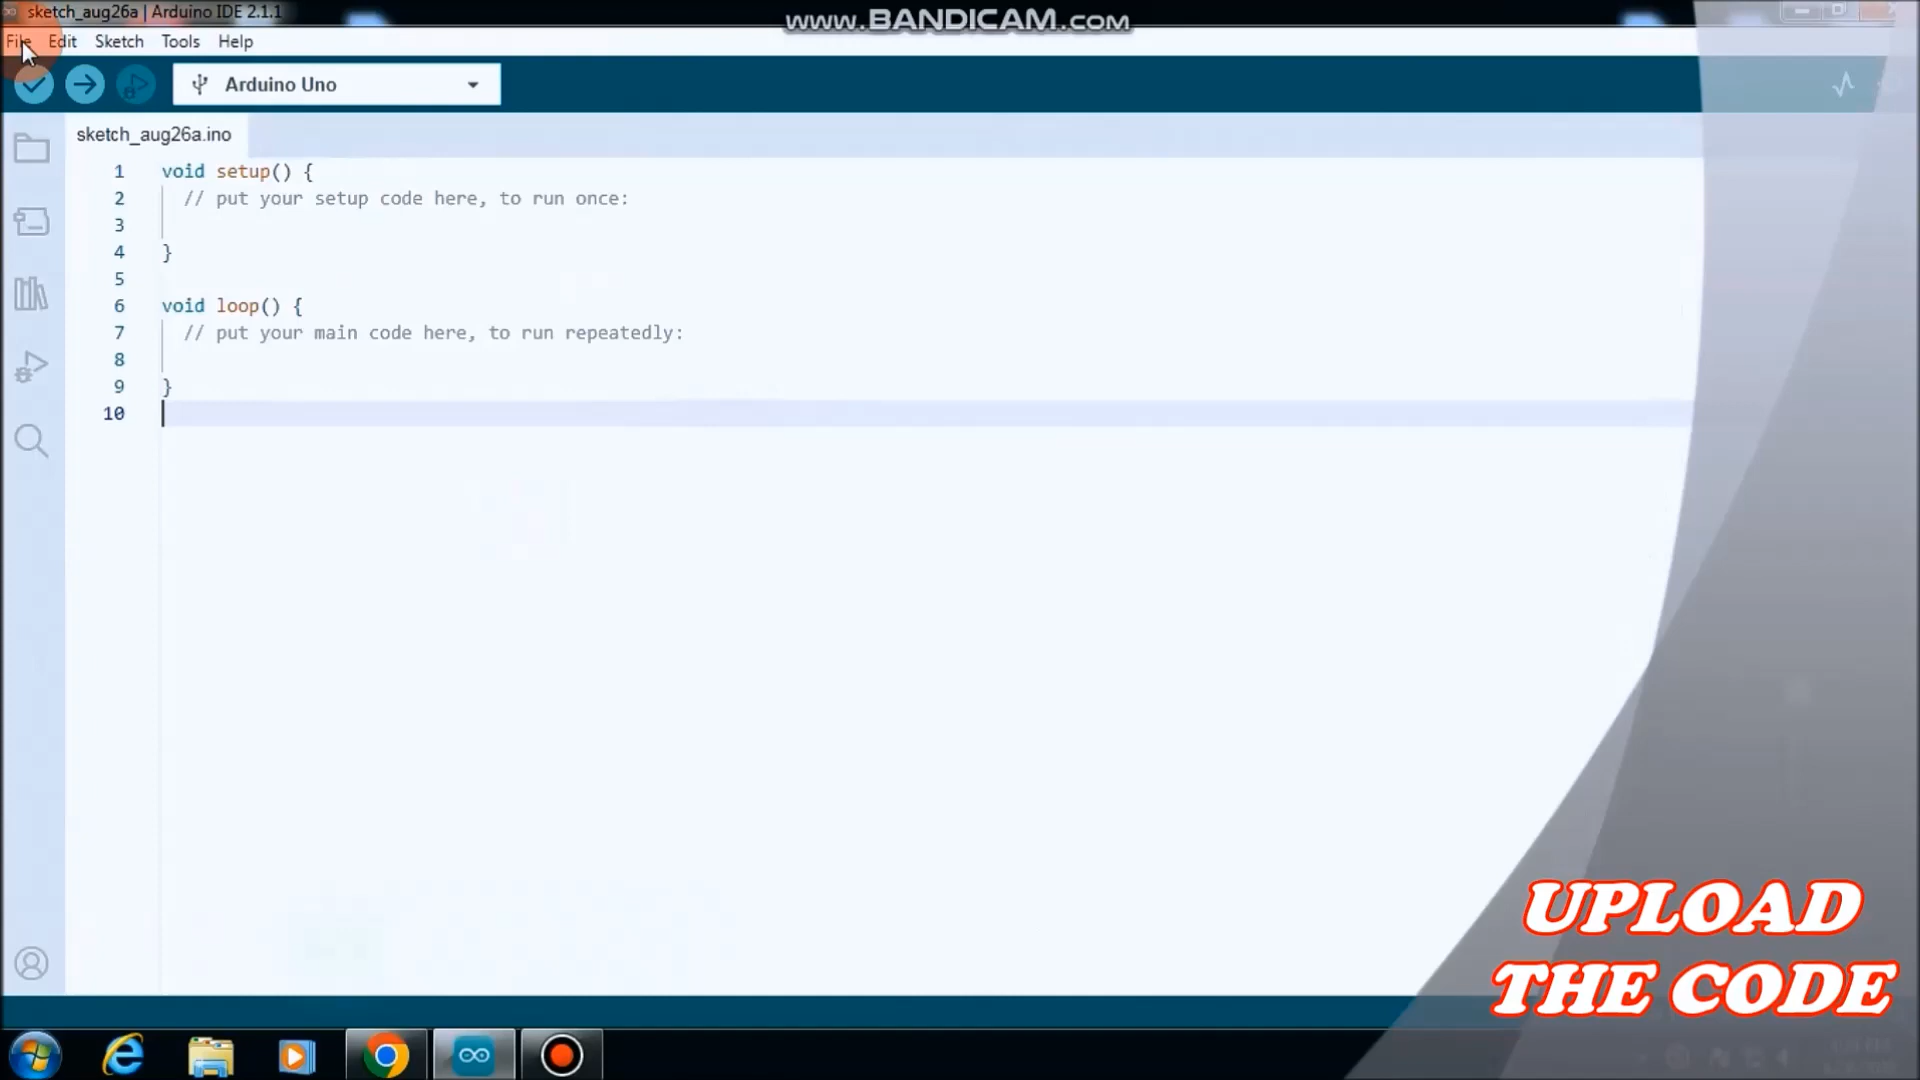 sketch_aug26a | Arduino IDE 2.1.1
www.BANDICAM.com
File Edit Sketch Tools Help
Arduino Uno
sketch_aug26a.ino
1 void setup() {
2 // put your setup code here, to run once:
3
4 }
5
6 void loop() {
7 // put your main code here, to run repeatedly:
8
9 }
10
UPLOAD
THE CODE